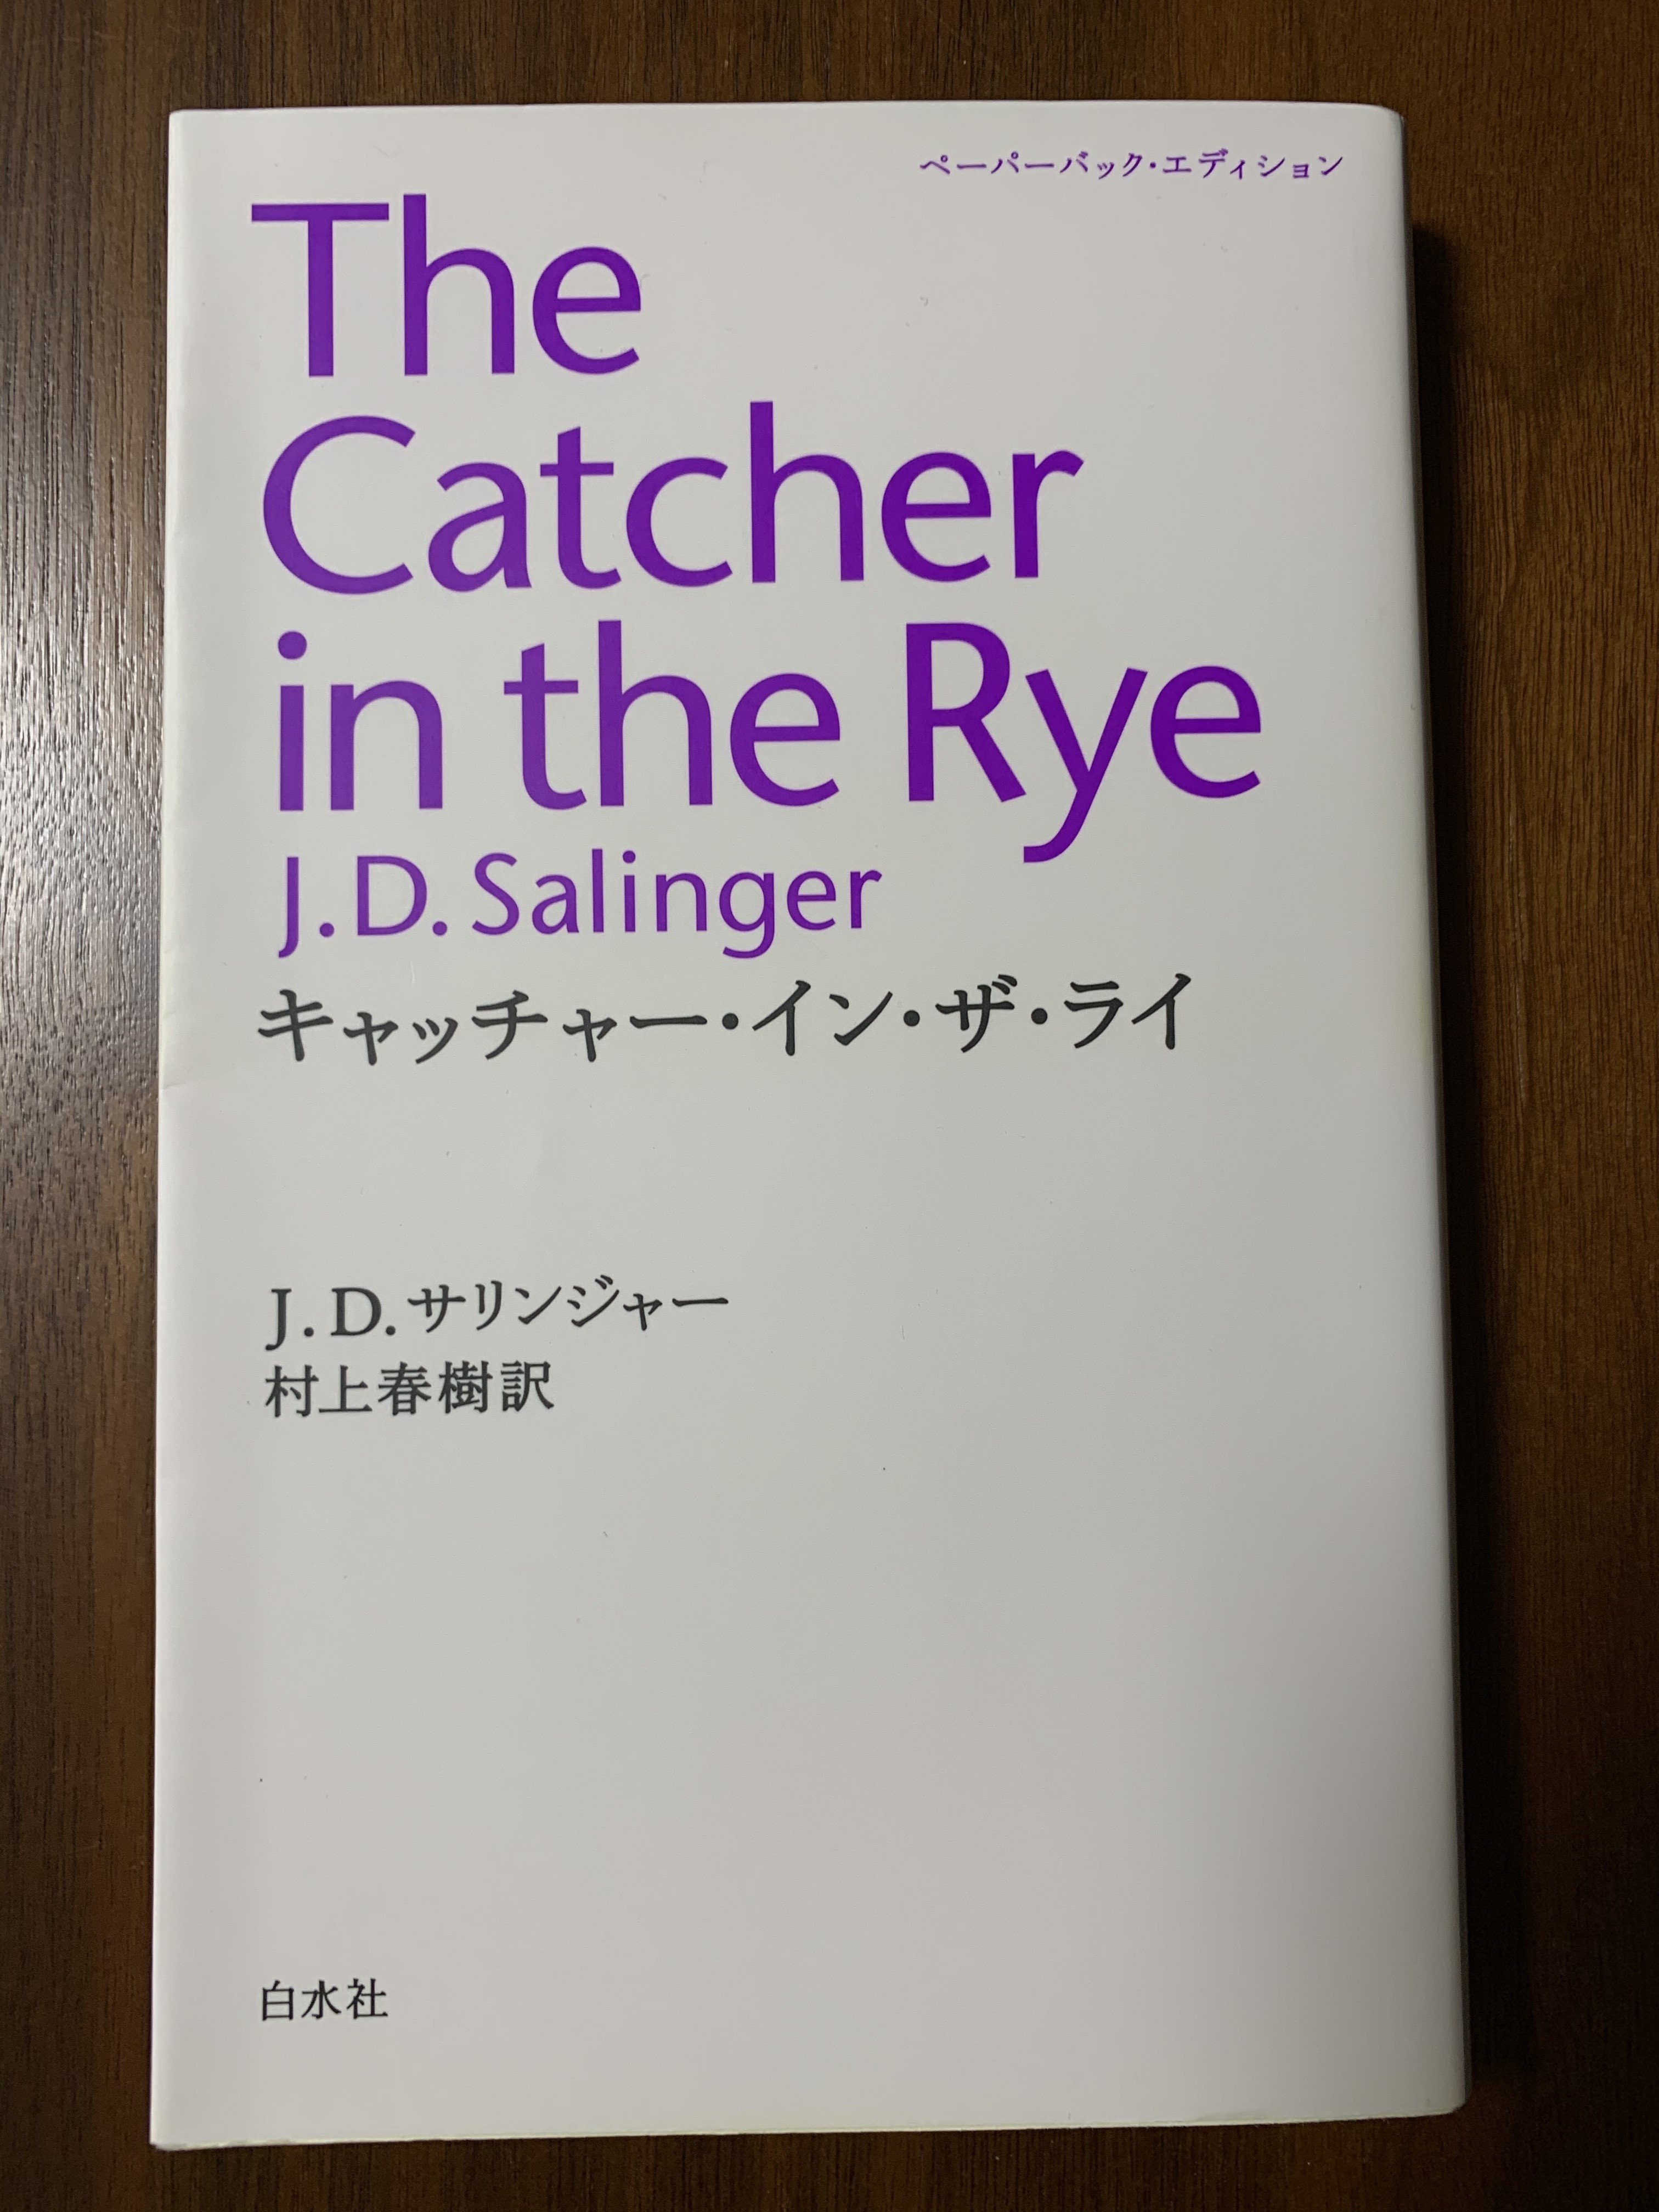 ペーパーバック・エディション
The
Catcher
in the Rye
J.D. Salinger
キャッチャー・イン・ザ・ライ
J.D.サリンジャー
村上春樹訳
白水社